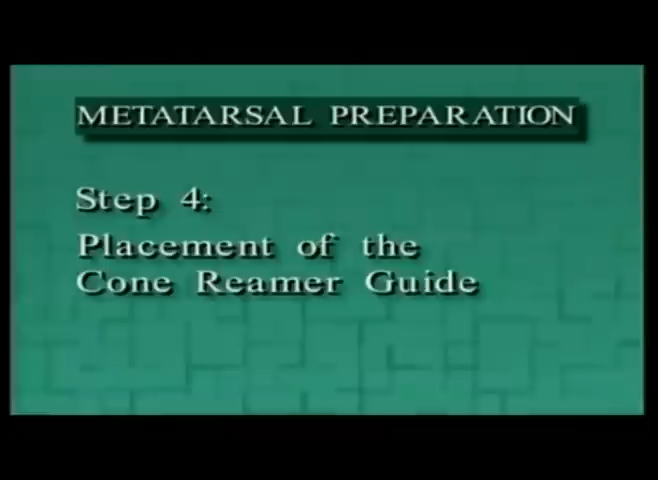 METATARSAL PREPARATION
Step 4:
Placement of the
Cone Reamer Guide